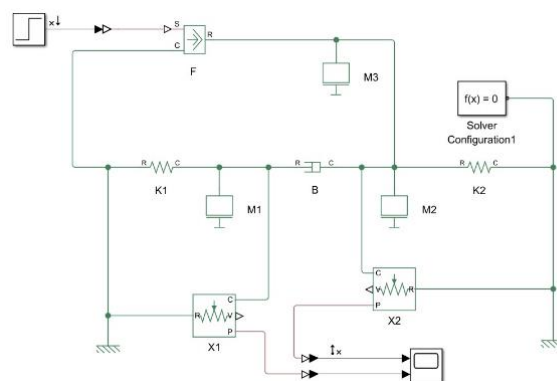 x
S
C
R
F
M3
f(x) = 0
Solver
Configuration1
R
C
K1
R
C
B
R
C
K2
M1
M2
C
R
V
P
X1
C
V
R
P
X2
x